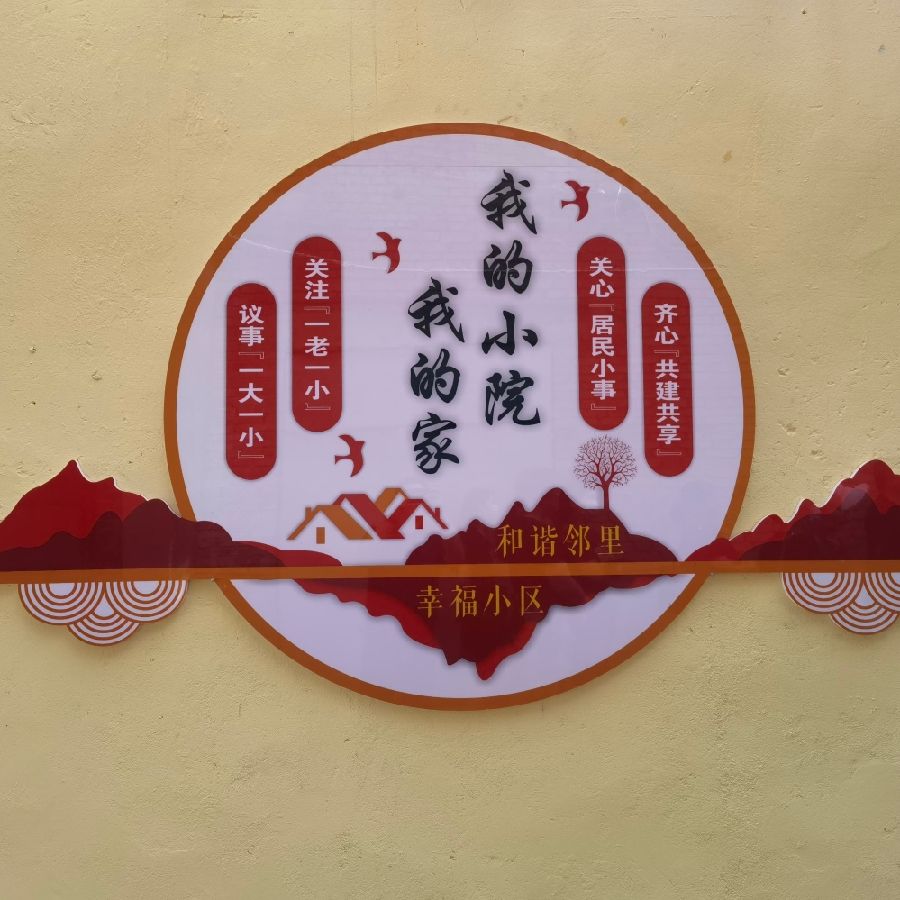 我的小院
我的家
齐心『共建共享』
关心『居民小事』
关注『一老一小』
议事『一大一小』
和谐邻里
幸福小区